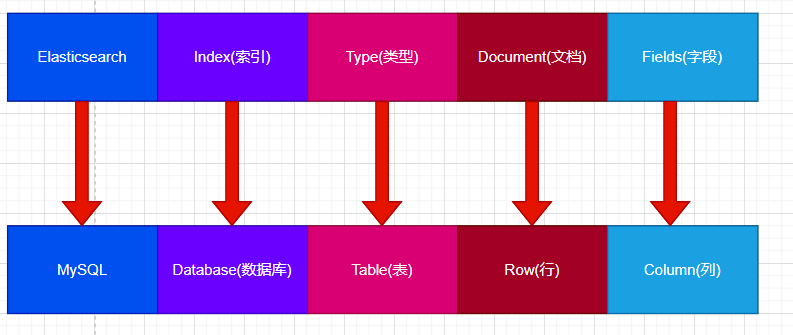 Elasticsearch
Index(索引)
Type(类型)
Document(文档)
Fields(字段)
MySQL
Database(数据库)
Table(表)
Row(行)
Column(列)